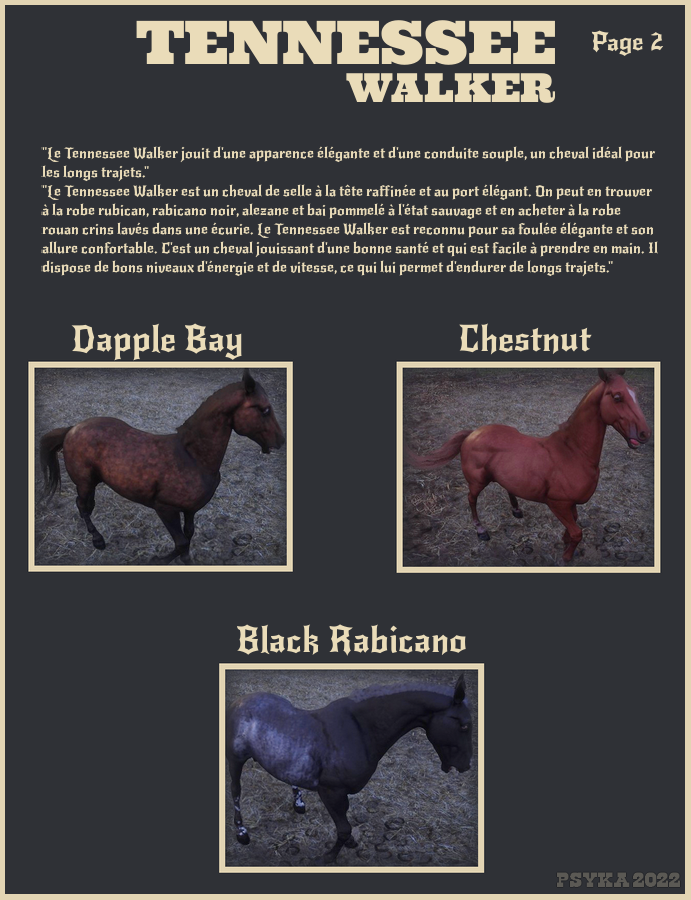 TENNESSEE
WALKER
Page 2
"Le Tennessee Walker jouit d'une apparence élégante et d'une conduite souple, un cheval idéal pour
les longs trajets."
"Le Tennessee Walker est un cheval de selle à la tête raffinée et au port élégant. On peut en trouver
à la robe rubican, rabicano noir, alezane et bai pommelé à l'état sauvage et en acheter à la robe
rouan crins lavés dans une écurie. Le Tennessee Walker est reconnu pour sa foulée élégante et son
allure confortable. C'est un cheval jouissant d'une bonne santé et qui est facile à prendre en main. Il
dispose de bons niveaux d'énergie et de vitesse, ce qui lui permet d'endurer de longs trajets."
Dapple Bay
Chestnut
Black Rabicano
PSYKA 2022